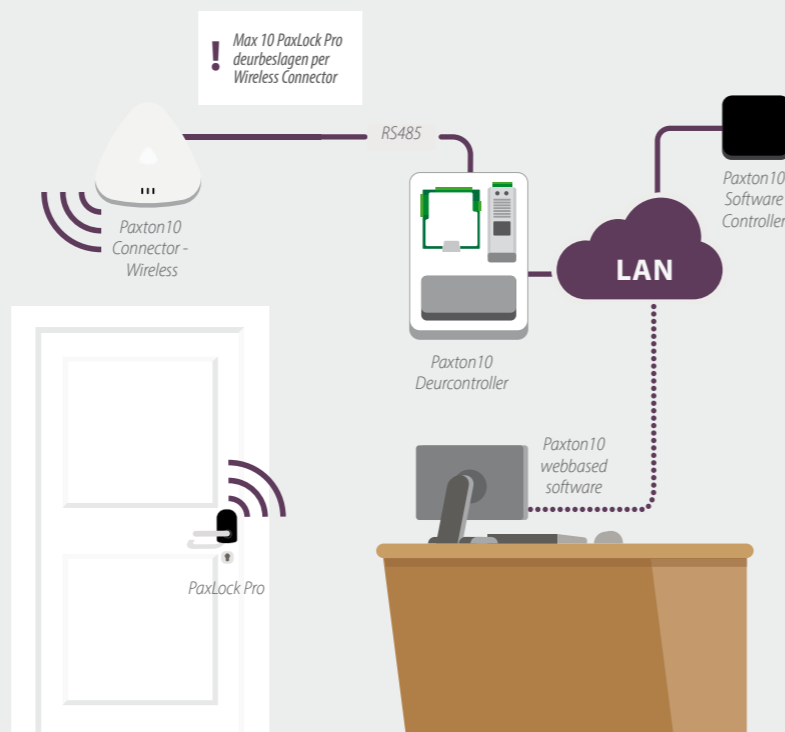 !
Max 10 PaxLock Pro
deurbeslagen per
Wireless Connector
RS485
Paxton10
Connector -
Wireless
Paxton10
Software
Controller
LAN
Paxton10
Deurcontroller
Paxton10
webbased
software
PaxLock Pro